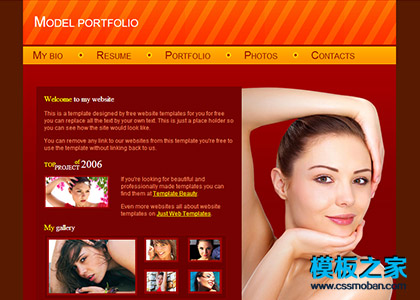 MODEL PORTFOLIO
MY BIO • RESUME • PORTFOLIO • PHOTOS • CONTACTS
Welcome to my website
This is a template designed by free website templates for you for free
you can replace all the text by your own text. This is just a place holder so
you can see how the site would look like.
You can remove any link to our websites from this template you're free to
use the template without linking back to us.
TOP PROJECT of 2006
If you're looking for beautiful and
professionally made templates you can
find them at Template Beauty.
Even more websites all about website
templates on Just Web Templates.
My gallery
模板之家
www.cssmoban.com